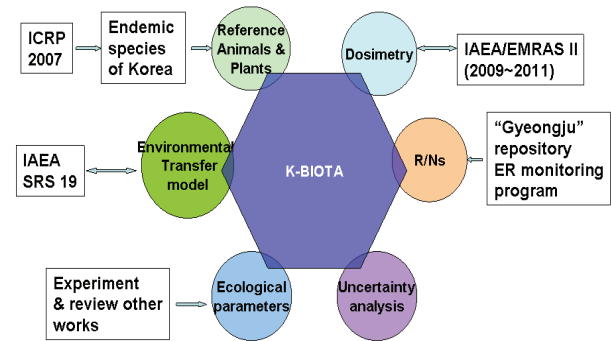 ICRP
2007
Endemic
species
of Korea
Reference
Animals &
Plants
Dosimetry
IAEA/EMRAS II
(2009~2011)
IAEA
SRS 19
Environmental
Transfer
model
K-BIOTA
R/Ns
“Gyeongju”
repository
ER monitoring
program
Experiment
& review other
works
Ecological
parameters
Uncertainty
analysis